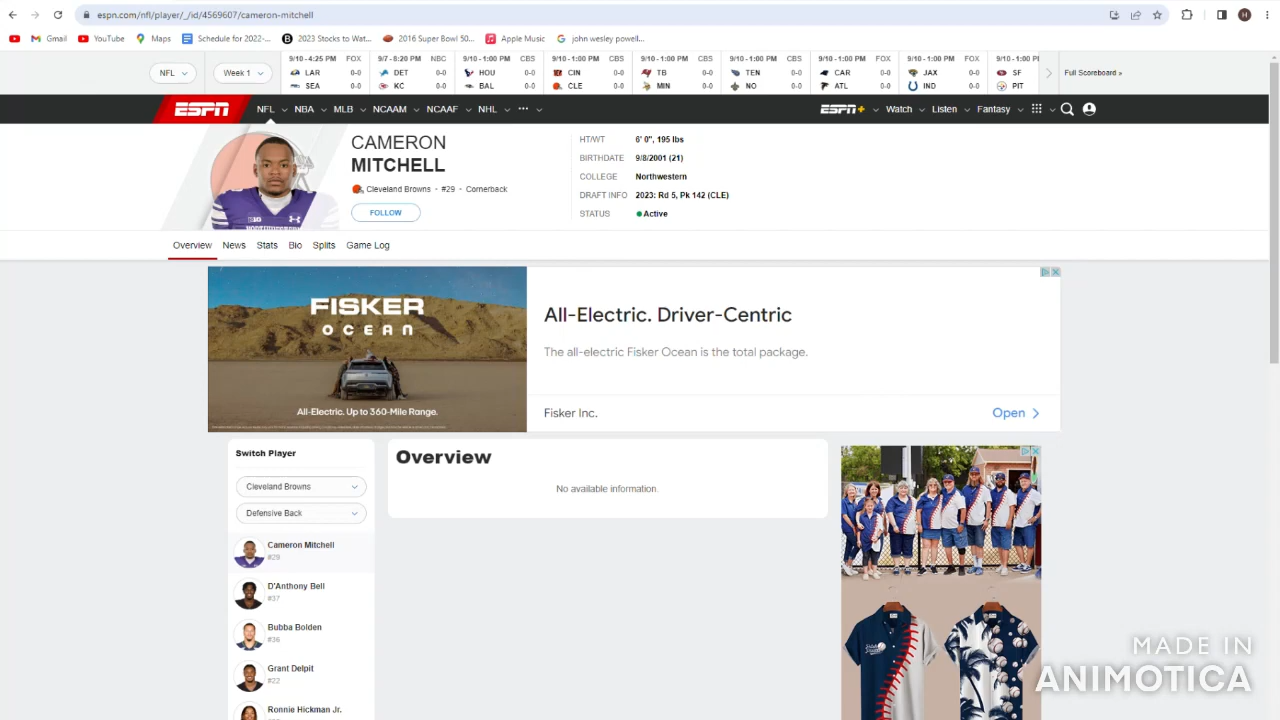 espn.com/nfl/player/_/id/4569607/cameron-mitchell
H
Gmail
YouTube
Maps
Schedule for 2022-...
2023 Stocks to Wat...
2016 Super Bowl 50...
Apple Music
john wesley powell...
NFL
Week 1
9/10 - 4:25 PM FOX
LAR 0-0
SEA 0-0
9/7 - 8:20 PM NBC
DET 0-0
KC 0-0
9/10 - 1:00 PM CBS
HOU 0-0
BAL 0-0
9/10 - 1:00 PM CBS
CIN 0-0
CLE 0-0
9/10 - 1:00 PM CBS
TB 0-0
MIN 0-0
9/10 - 1:00 PM CBS
TEN 0-0
NO 0-0
9/10 - 1:00 PM FOX
CAR 0-0
ATL 0-0
9/10 - 1:00 PM FOX
JAX 0-0
IND 0-0
9/10 - 1:00 P
SF
PIT
Full Scoreboard »
ESPN NFL NBA MLB NCAAM NCAAF NHL ••• ESPN+ Watch Listen Fantasy
CAMERON
MITCHELL
Cleveland Browns • #29 • Cornerback
FOLLOW
HT/WT 6' 0", 195 lbs
BIRTHDATE 9/8/2001 (21)
COLLEGE Northwestern
DRAFT INFO 2023: Rd 5, Pk 142 (CLE)
STATUS Active
Overview News Stats Bio Splits Game Log
FISKER
OCEAN
All-Electric. Up to 360-Mile Range.
All-Electric. Driver-Centric
The all-electric Fisker Ocean is the total package.
Fisker Inc.
Open
Switch Player
Cleveland Browns
Defensive Back
Cameron Mitchell
#29
D'Anthony Bell
#37
Bubba Bolden
#36
Grant Delpit
#22
Ronnie Hickman Jr.
Overview
No available information.
MADE IN
ANIMOTICA